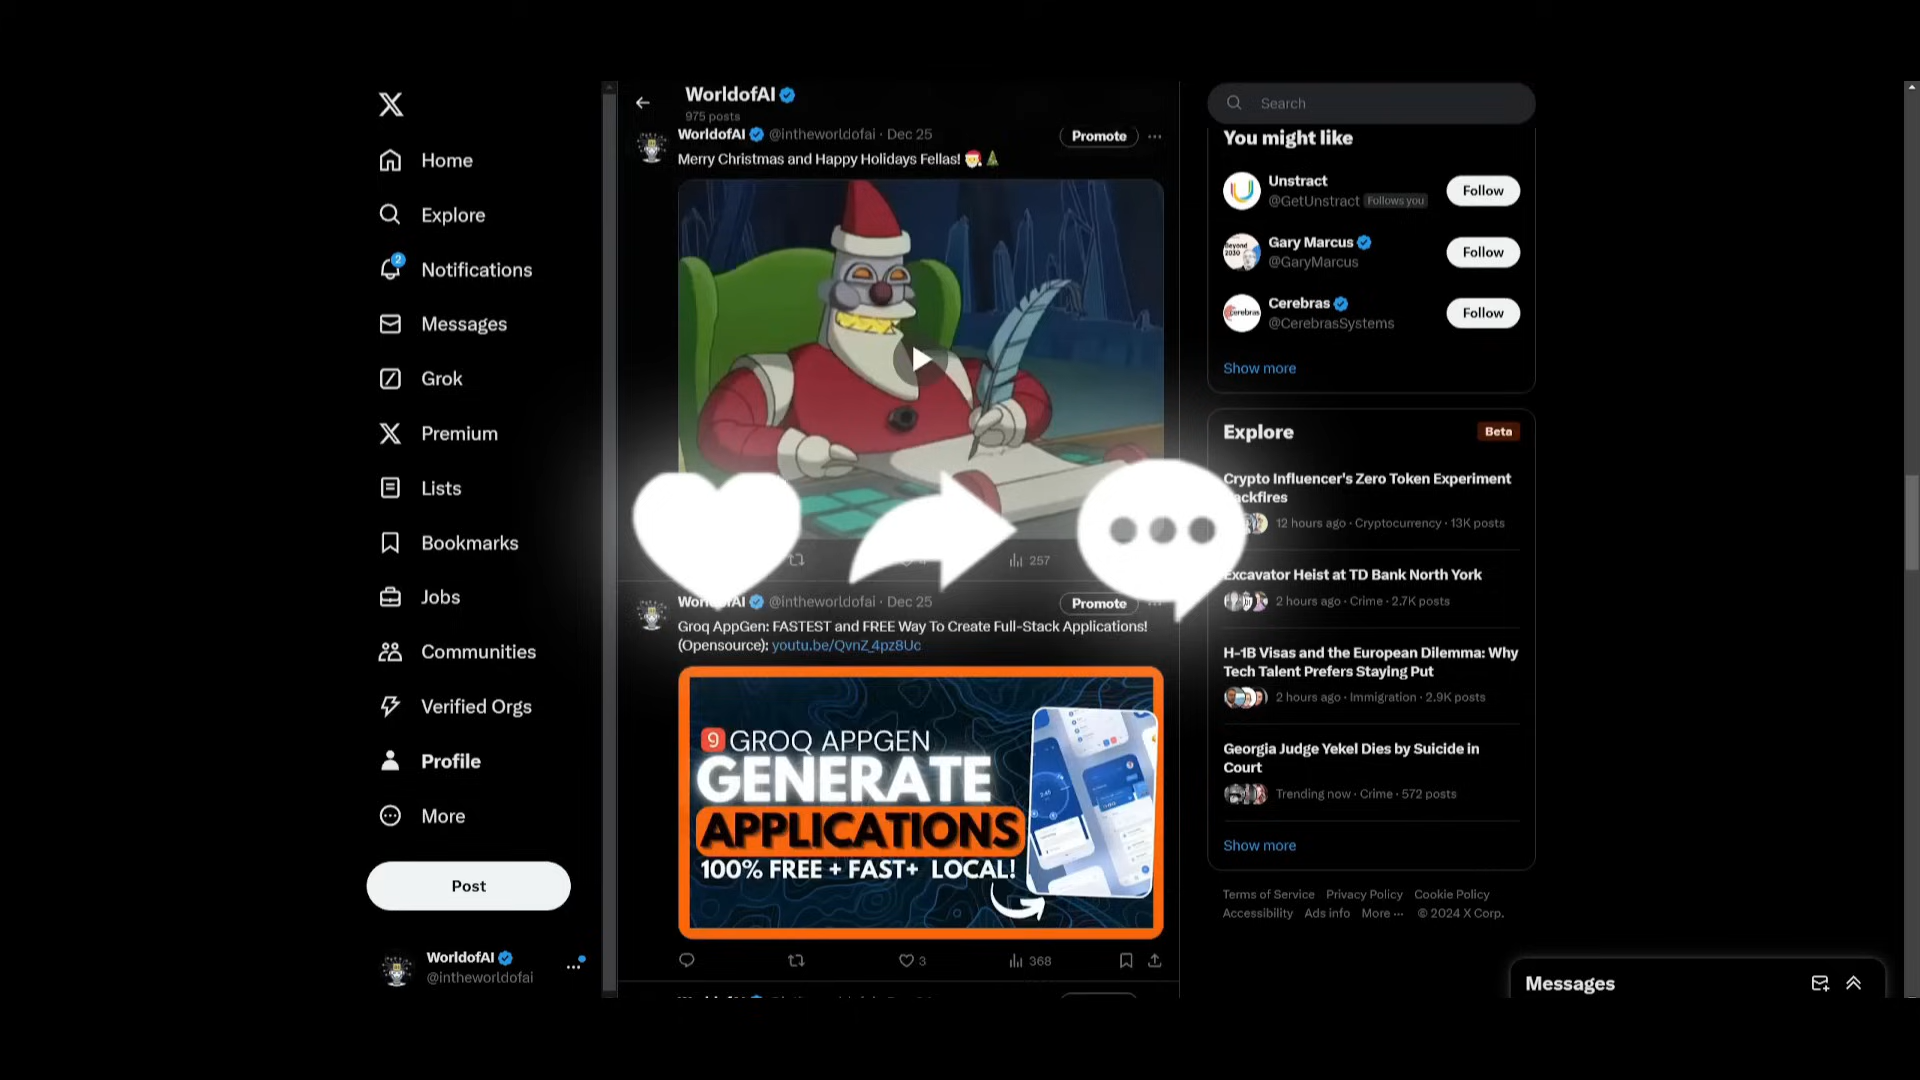 Home
Explore
2
Notifications
Messages
Grok
Premium
Lists
Bookmarks
Jobs
Communities
Verified Orgs
Profile
More
Post
WorldofAI
@intheworldofai
WorldofAI
975 posts
WorldofAI @intheworldofai · Dec 25
Promote
Merry Christmas and Happy Holidays Fellas! 🎅🎄
257
@intheworldofai · Dec 25
Promote
Groq AppGen: FASTEST and FREE Way To Create Full-Stack Applications!
(Opensource): youtu.be/QvnZ_4pz8Uc
9 GROQ APPGEN
GENERATE
APPLICATIONS
100% FREE + FAST+ LOCAL!
3
368
Search
You might like
Unstract
@GetUnstract Follows you
Follow
Gary Marcus
@GaryMarcus
Follow
Cerebras
@CerebrasSystems
Follow
Show more
Explore
Beta
Crypto Influencer's Zero Token Experiment
ackfires
12 hours ago · Cryptocurrency · 13K posts
Excavator Heist at TD Bank North York
2 hours ago · Crime · 2.7K posts
H-1B Visas and the European Dilemma: Why
Tech Talent Prefers Staying Put
2 hours ago · Immigration · 2.9K posts
Georgia Judge Yekel Dies by Suicide in
Court
Trending now · Crime · 572 posts
Show more
Terms of Service Privacy Policy Cookie Policy
Accessibility Ads info More ··· © 2024 X Corp.
Messages